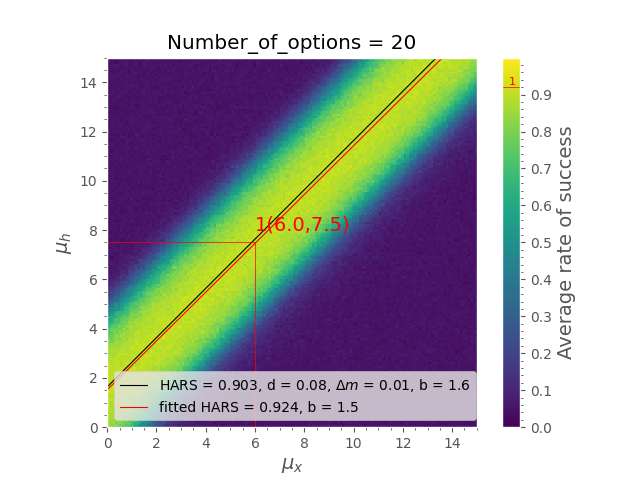 Number_of_options = 20
14
12
10
8
6
4
2
0
μh
1(6.0,7.5)
HARS = 0.903, d = 0.08, Δm = 0.01, b = 1.6
fitted HARS = 0.924, b = 1.5
0 2 4 6 8 10 12 14
μx
1
0.9
0.8
0.7
0.6
0.5
0.4
0.3
0.2
0.1
0.0
Average rate of success